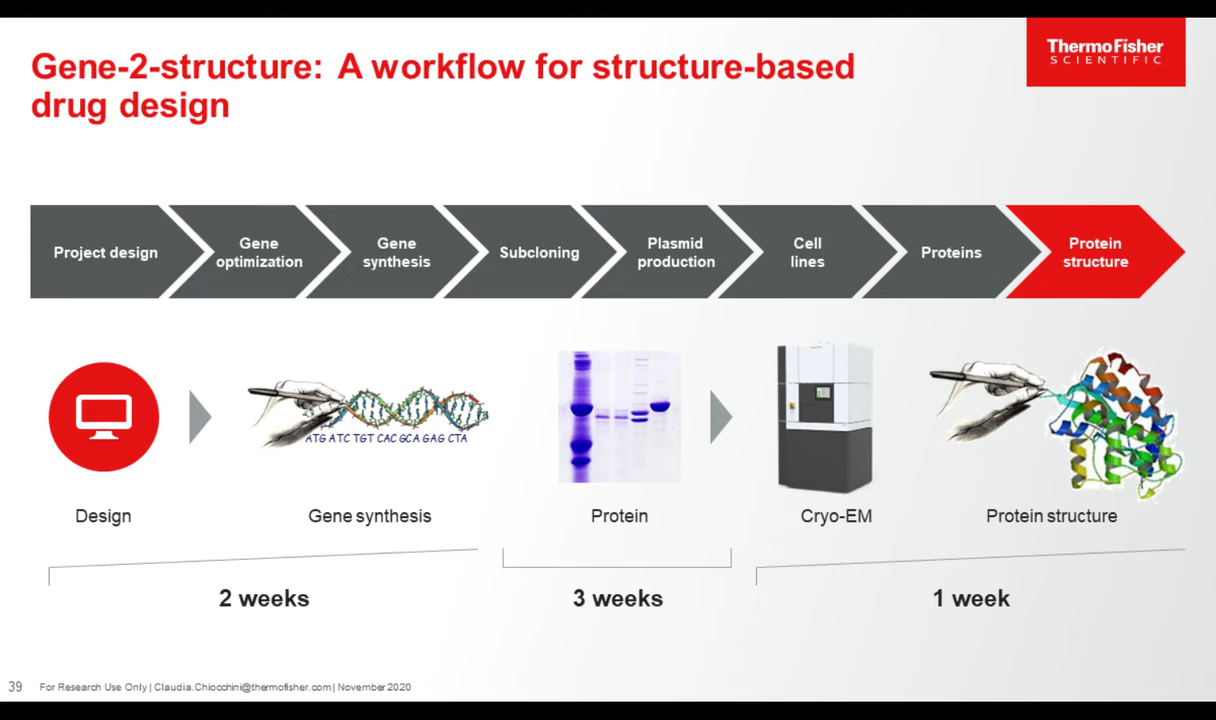 Gene-2-structure: A workflow for structure-based
drug design
ThermoFisher
SCIENTIFIC
Project design
Gene
optimization
Gene
synthesis
Subcloning
Plasmid
production
Cell
lines
Proteins
Protein
structure
ATG ATC TGT CAC GCA GAG CTA
Design
Gene synthesis
Protein
Cryo-EM
Protein structure
2 weeks
3 weeks
1 week
39
For Research Use Only | Claudia.Chiocchini@thermofisher.com | November 2020